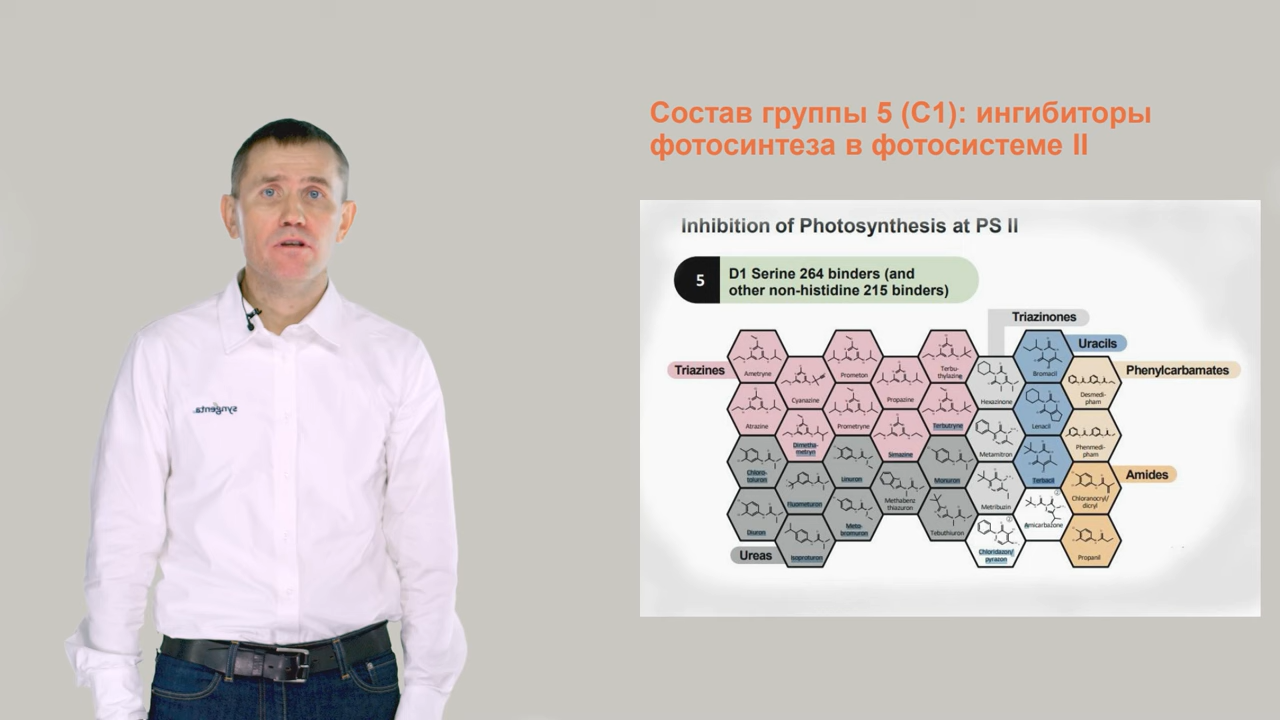 Состав группы 5 (C1): ингибиторы
фотосинтеза в фотосистеме II
Inhibition of Photosynthesis at PS II
5
D1 Serine 264 binders (and
other non-histidine 215 binders)
Triazinones
Uracils
Triazines
Phenylcarbamates
Amides
Ureas
Ametryne
Prometon
Terbu-
thylazine
Bromacil
Cyanazine
Propazine
Hexazinone
Desmedi-
pham
Atrazine
Prometryne
Terbutryne
Lenacil
Dimetha-
metryn
Simazine
Metamitron
Phenmedi-
pham
Chloro-
toluron
Linuron
Monuron
Terbacil
Fluometuron
Methabenz
thiazuron
Metribuzin
Chloranocryl/
dicryl
Diuron
Meto-
bromuron
Tebuthiuron
Amicarbazone
Isoproturon
Chloridazon/
pyrazon
Propanil
syngenta.